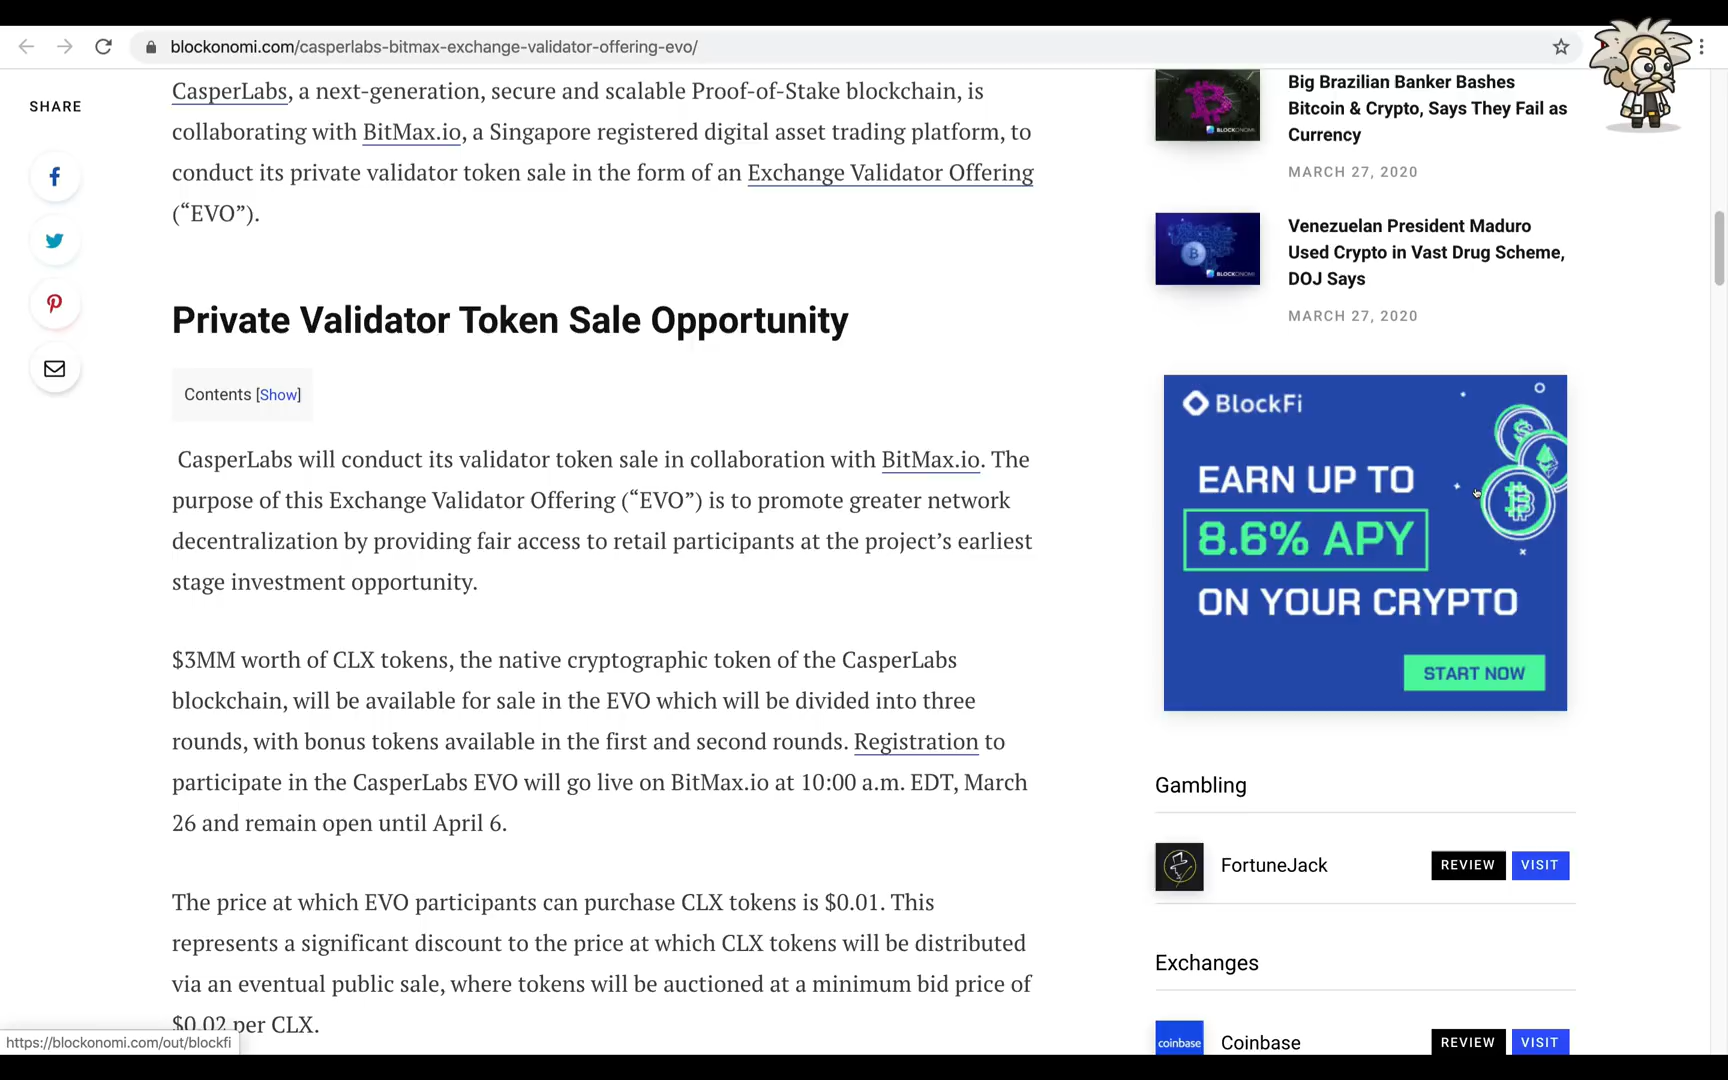 blockonomi.com/casperlabs-bitmax-exchange-validator-offering-evo/
SHARE
CasperLabs, a next-generation, secure and scalable Proof-of-Stake blockchain, is
collaborating with BitMax.io, a Singapore registered digital asset trading platform, to
conduct its private validator token sale in the form of an Exchange Validator Offering
(“EVO”).
Private Validator Token Sale Opportunity
Contents [Show]
CasperLabs will conduct its validator token sale in collaboration with BitMax.io. The
purpose of this Exchange Validator Offering (“EVO”) is to promote greater network
decentralization by providing fair access to retail participants at the project’s earliest
stage investment opportunity.
$3MM worth of CLX tokens, the native cryptographic token of the CasperLabs
blockchain, will be available for sale in the EVO which will be divided into three
rounds, with bonus tokens available in the first and second rounds. Registration to
participate in the CasperLabs EVO will go live on BitMax.io at 10:00 a.m. EDT, March
26 and remain open until April 6.
The price at which EVO participants can purchase CLX tokens is $0.01. This
represents a significant discount to the price at which CLX tokens will be distributed
via an eventual public sale, where tokens will be auctioned at a minimum bid price of
$0.02 per CLX.
https://blockonomi.com/out/blockfi
BLOCKONOMI
Big Brazilian Banker Bashes
Bitcoin & Crypto, Says They Fail as
Currency
MARCH 27, 2020
BLOCKONOMI
Venezuelan President Maduro
Used Crypto in Vast Drug Scheme,
DOJ Says
MARCH 27, 2020
BlockFi
EARN UP TO
8.6% APY
ON YOUR CRYPTO
START NOW
Gambling
FortuneJack
REVIEW
VISIT
Exchanges
coinbase
Coinbase
REVIEW
VISIT